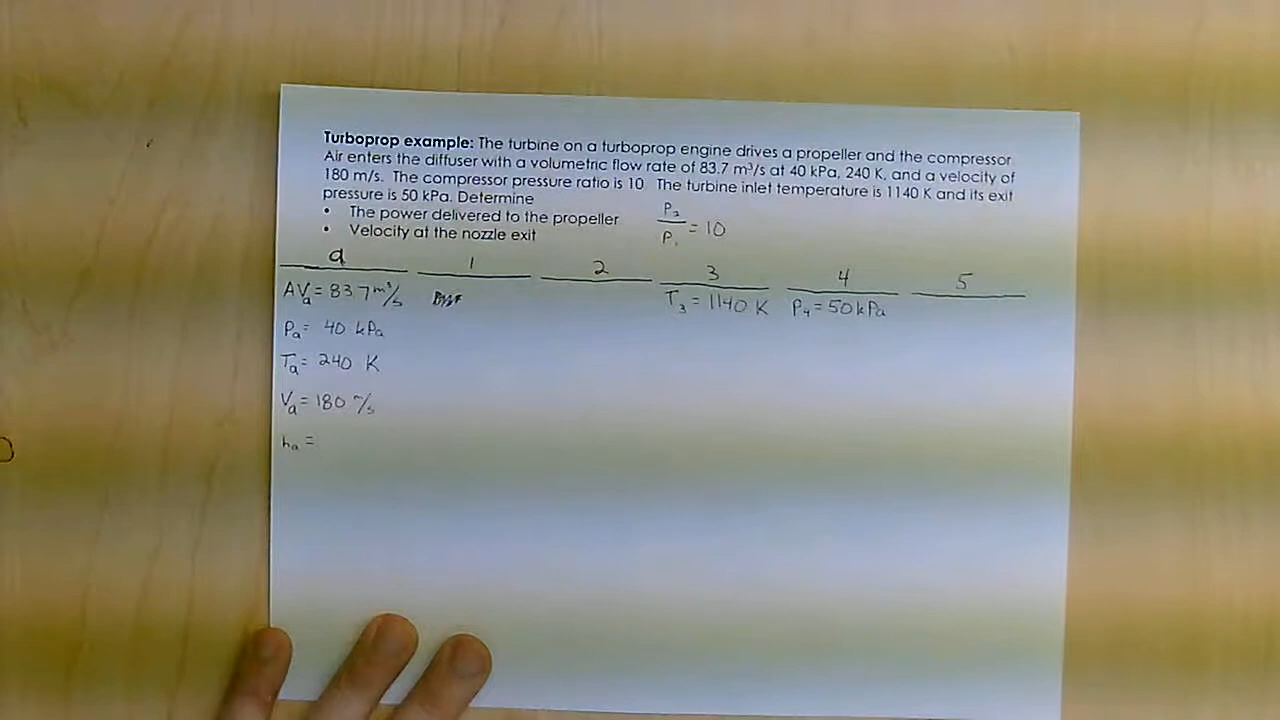 Turboprop example: The turbine on a turboprop engine drives a propeller and the compressor.
Air enters the diffuser with a volumetric flow rate of 83.7 m³/s at 40 kPa, 240 K, and a velocity of
180 m/s. The compressor pressure ratio is 10. The turbine inlet temperature is 1140 K and its exit
pressure is 50 kPa. Determine
• The power delivered to the propeller
• Velocity at the nozzle exit
P₂/P₁ = 10
a 1 2 3 4 5
AVₐ = 83.7 m³/s T₃ = 1140 K P₄ = 50 kPa
Pₐ = 40 kPa
Tₐ = 240 K
Vₐ = 180 m/s
hₐ =